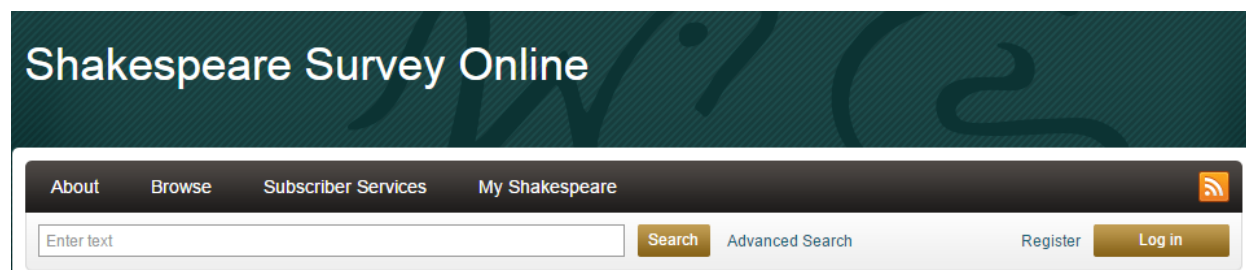 Shakespeare Survey Online
About Browse Subscriber Services My Shakespeare
Enter text Search Advanced Search Register Log in